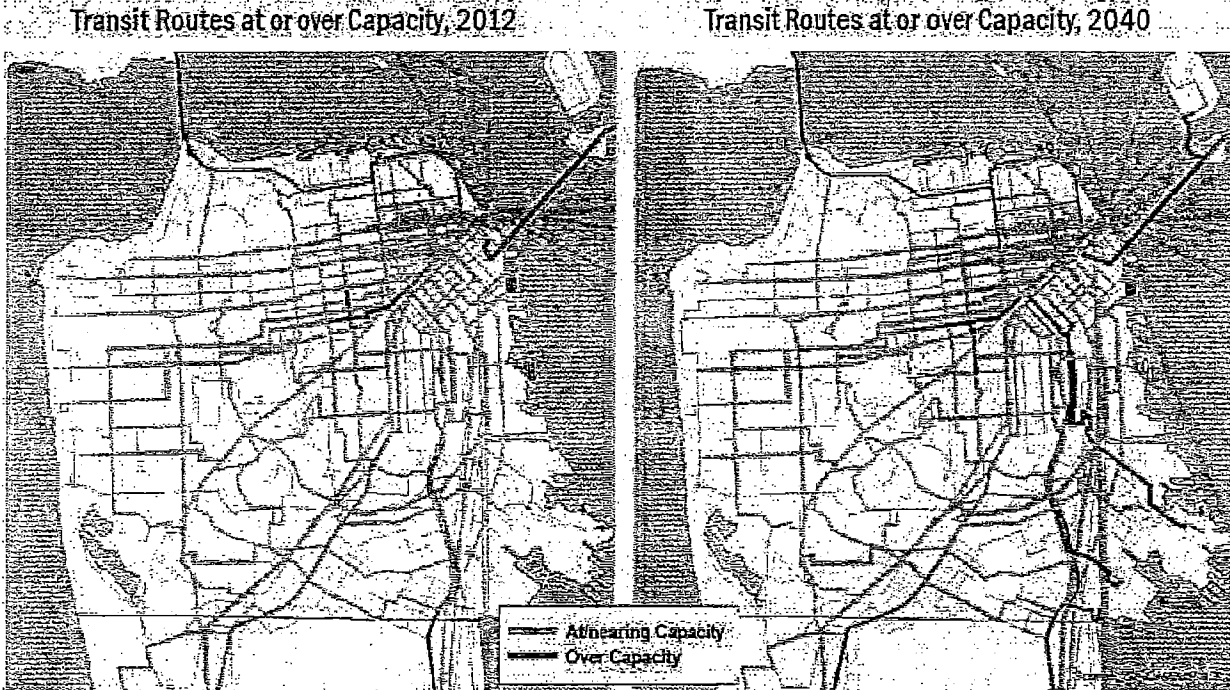 Transit Routes at or over Capacity, 2012
Transit Routes at or over Capacity, 2040
At/nearing Capacity
Over Capacity